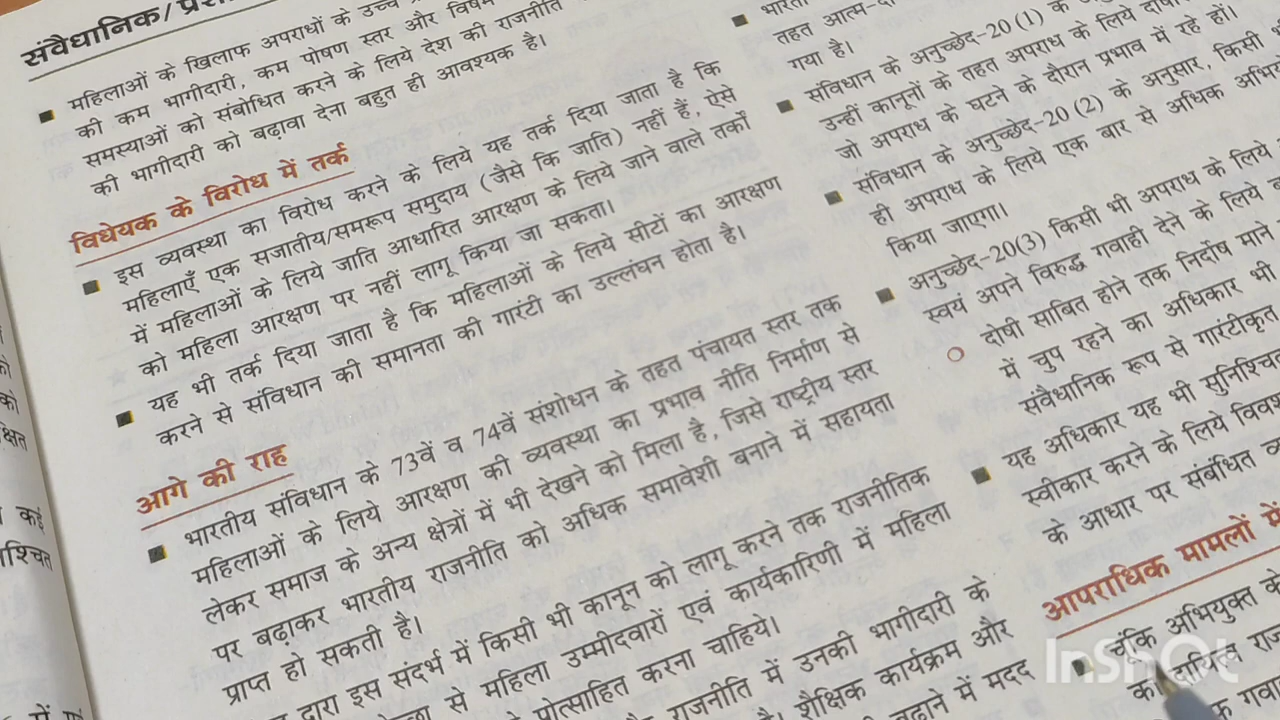 संवैधानिक/
महिलाओं के खिलाफ अपराधों के उच्च
की कम भागीदारी, कम पोषण स्तर और विषम
समस्याओं को संबोधित करने के लिये देश की राजनीति
की भागीदारी को बढ़ावा देना बहुत ही आवश्यक है।
विधेयक के विरोध में तर्क
इस व्यवस्था का विरोध करने के लिये यह तर्क दिया जाता है कि
महिलाएँ एक सजातीय/समरूप समुदाय (जैसे कि जाति) नहीं हैं, ऐसे
में महिलाओं के लिये जाति आधारित आरक्षण के लिये जाने वाले तर्कों
को महिला आरक्षण पर नहीं लागू किया जा सकता।
यह भी तर्क दिया जाता है कि महिलाओं के लिये सीटों का आरक्षण
करने से संविधान की समानता की गारंटी का उल्लंघन होता है।
आगे की राह
भारतीय संविधान के 73वें व 74वें संशोधन के तहत पंचायत स्तर तक
महिलाओं के लिये आरक्षण की व्यवस्था का प्रभाव नीति निर्माण से
लेकर समाज के अन्य क्षेत्रों में भी देखने को मिला है, जिसे राष्ट्रीय स्तर
पर बढ़ाकर भारतीय राजनीति को अधिक समावेशी बनाने में सहायता
प्राप्त हो सकती है।
द्वारा इस संदर्भ में किसी भी कानून को लागू करने तक राजनीतिक
से महिला उम्मीदवारों एवं कार्यकारिणी में महिला
प्रोत्साहित करना चाहिये।
राजनीति में उनकी भागीदारी के
शैक्षिक कार्यक्रम और
बढ़ाने में मदद
तहत
गया है।
संविधान के अनुच्छेद-20 (1) के
उन्हीं कानूनों के तहत अपराध के लिये
जो अपराध के घटने के दौरान प्रभाव में रहे हों।
संविधान के अनुच्छेद-20 (2) के अनुसार, किसी
ही अपराध के लिये एक बार से अधिक
किया जाएगा।
अनुच्छेद-20(3) किसी भी अपराध के लिये
स्वयं अपने विरुद्ध गवाही देने के लिये
दोषी साबित होने तक निर्दोष माने
में चुप रहने का अधिकार भी
संवैधानिक रूप से गारंटीकृत
यह अधिकार यह भी
स्वीकार करने के लिये
के आधार पर संबंधित
आपराधिक मामलों में
चूंकि अभियुक्त के
का दायित्व
InShOt